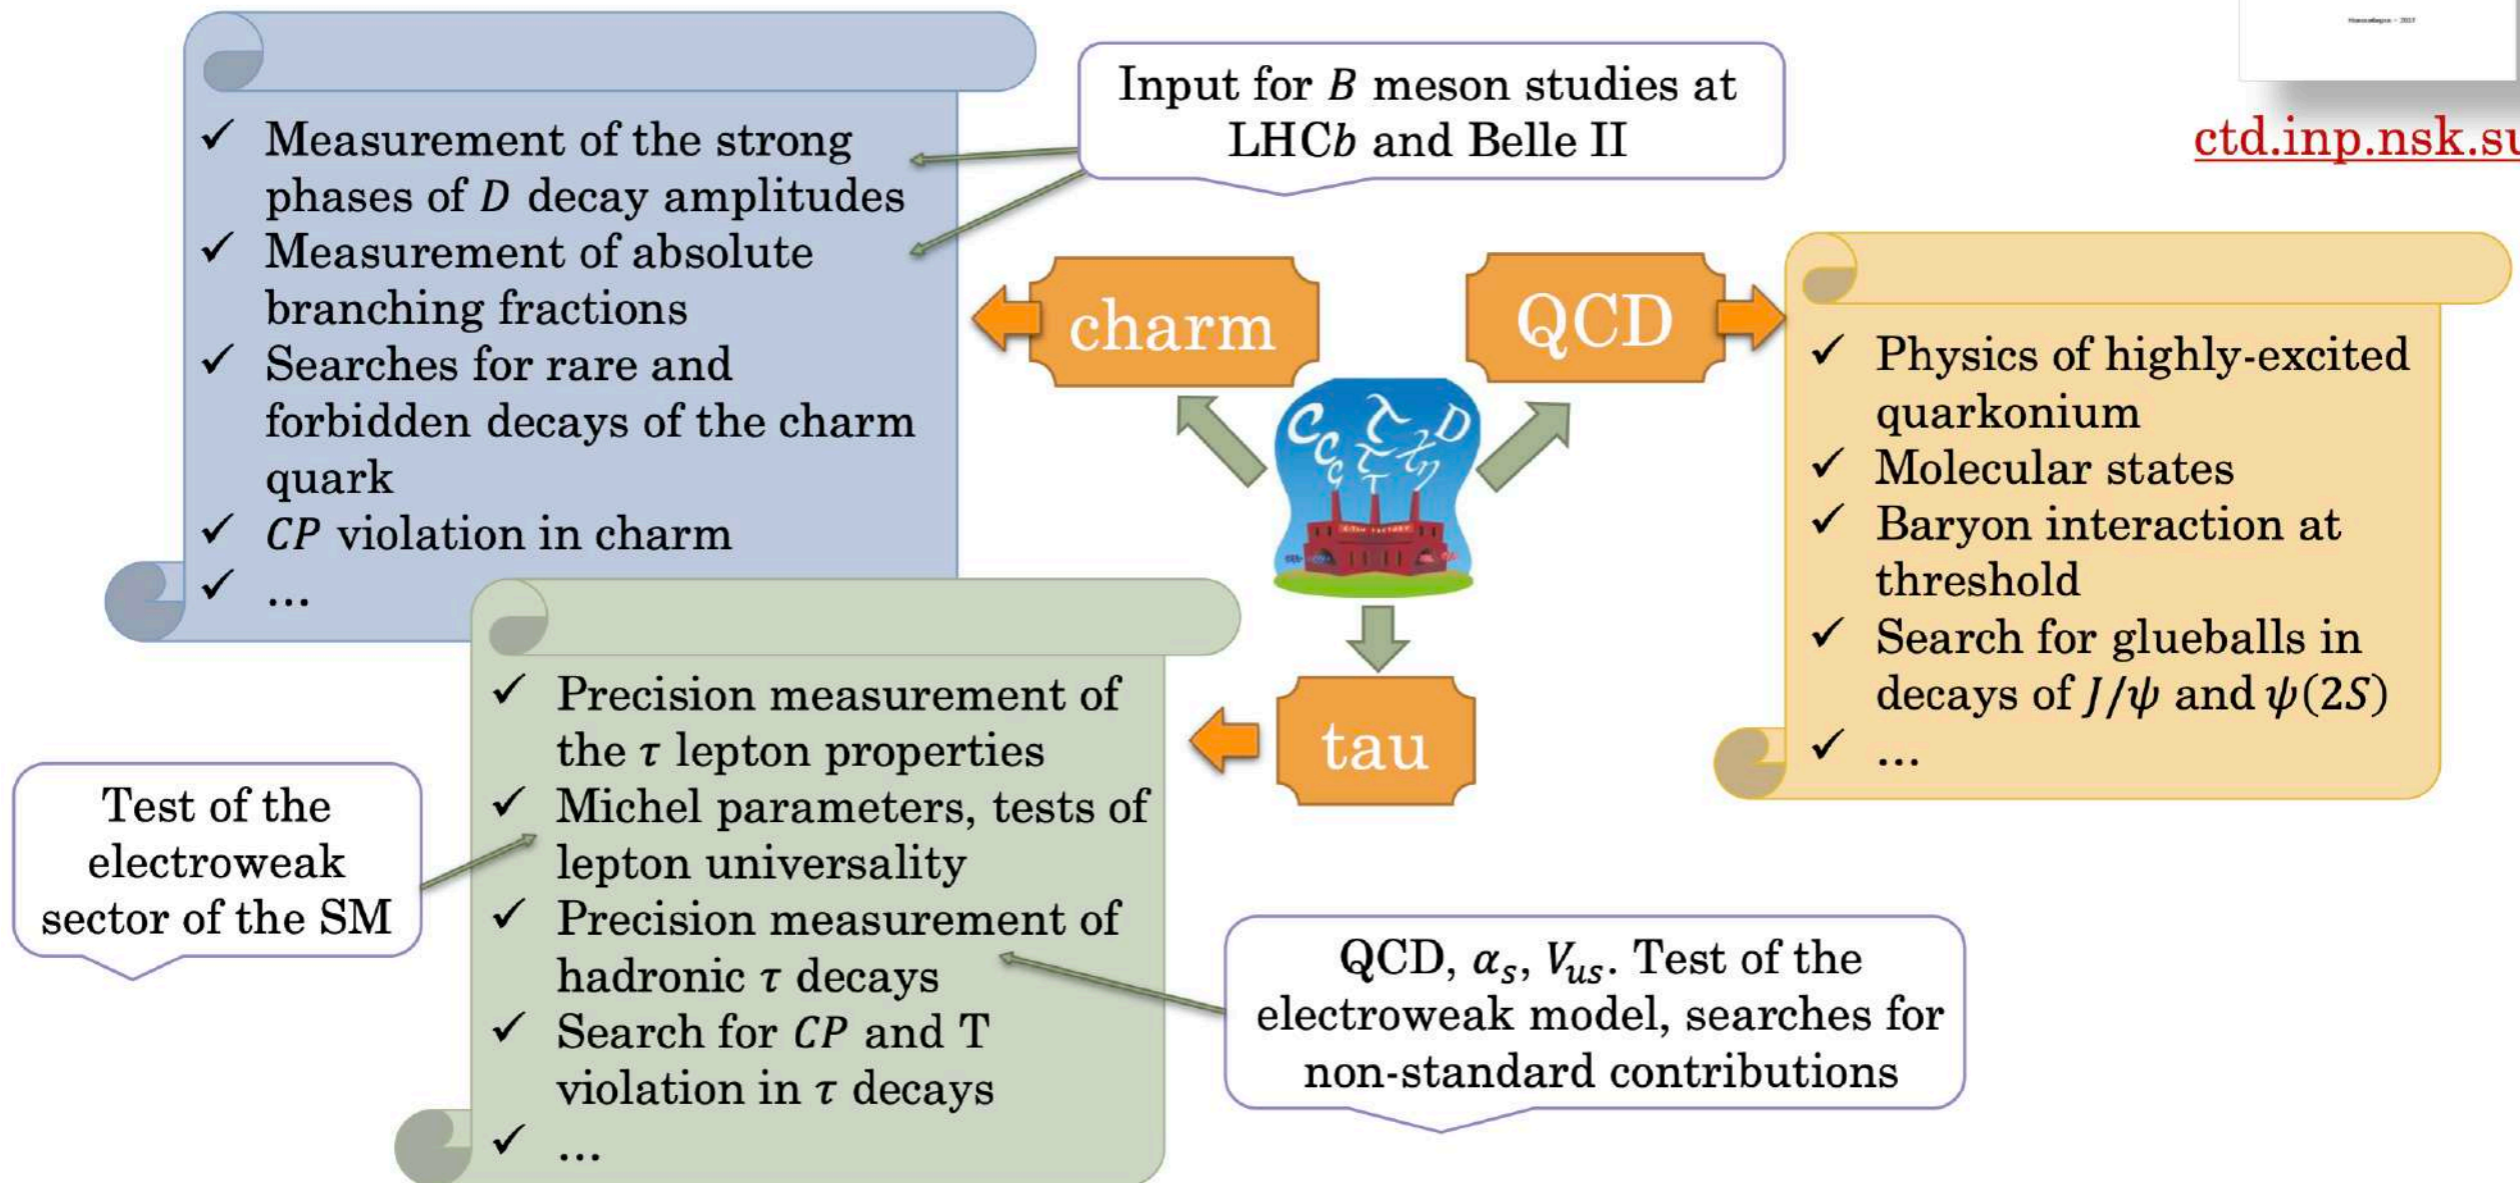 Input for B meson studies at
LHCb and Belle II
ctd.inp.nsk.su
✓ Measurement of the strong
phases of D decay amplitudes
✓ Measurement of absolute
branching fractions
✓ Searches for rare and
forbidden decays of the charm
quark
✓ CP violation in charm
✓ ...
charm
QCD
✓ Physics of highly-excited
quarkonium
✓ Molecular states
✓ Baryon interaction at
threshold
✓ Search for glueballs in
decays of J/ψ and ψ(2S)
✓ ...
tau
✓ Precision measurement of
the τ lepton properties
✓ Michel parameters, tests of
lepton universality
✓ Precision measurement of
hadronic τ decays
✓ Search for CP and T
violation in τ decays
✓ ...
Test of the
electroweak
sector of the SM
QCD, αₛ, Vᵤₛ. Test of the
electroweak model, searches for
non-standard contributions